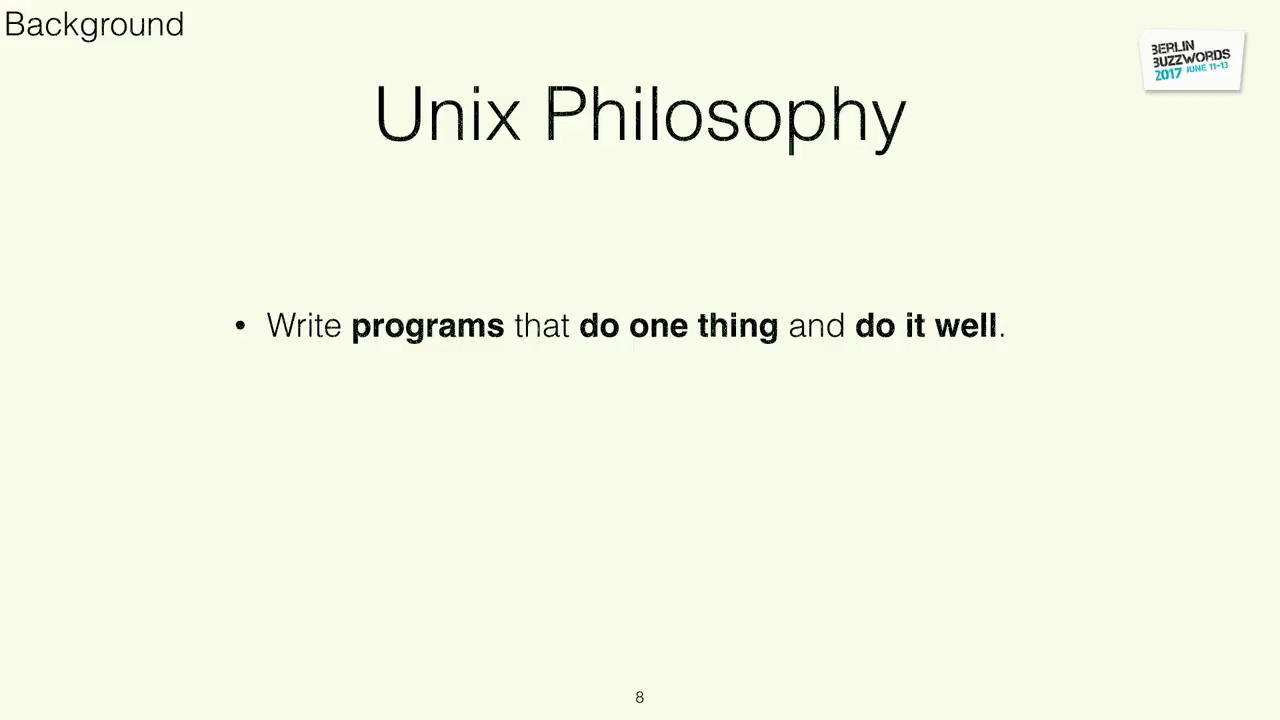 Background
BERLIN
BUZZWORDS
2017 JUNE 11-13
Unix Philosophy
• Write programs that do one thing and do it well.
8